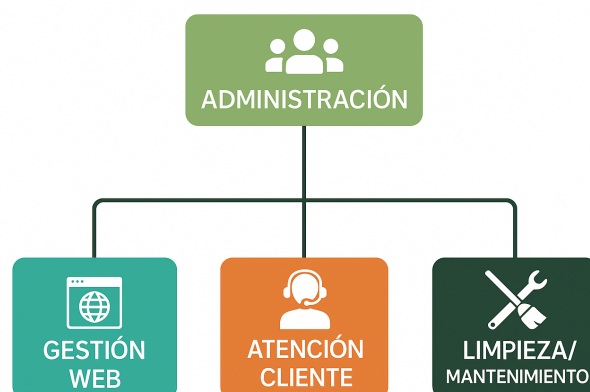 ADMINISTRACIÓN
GESTIÓN
WEB
ATENCIÓN
CLIENTE
LIMPIEZA/
MANTENIMIENTO